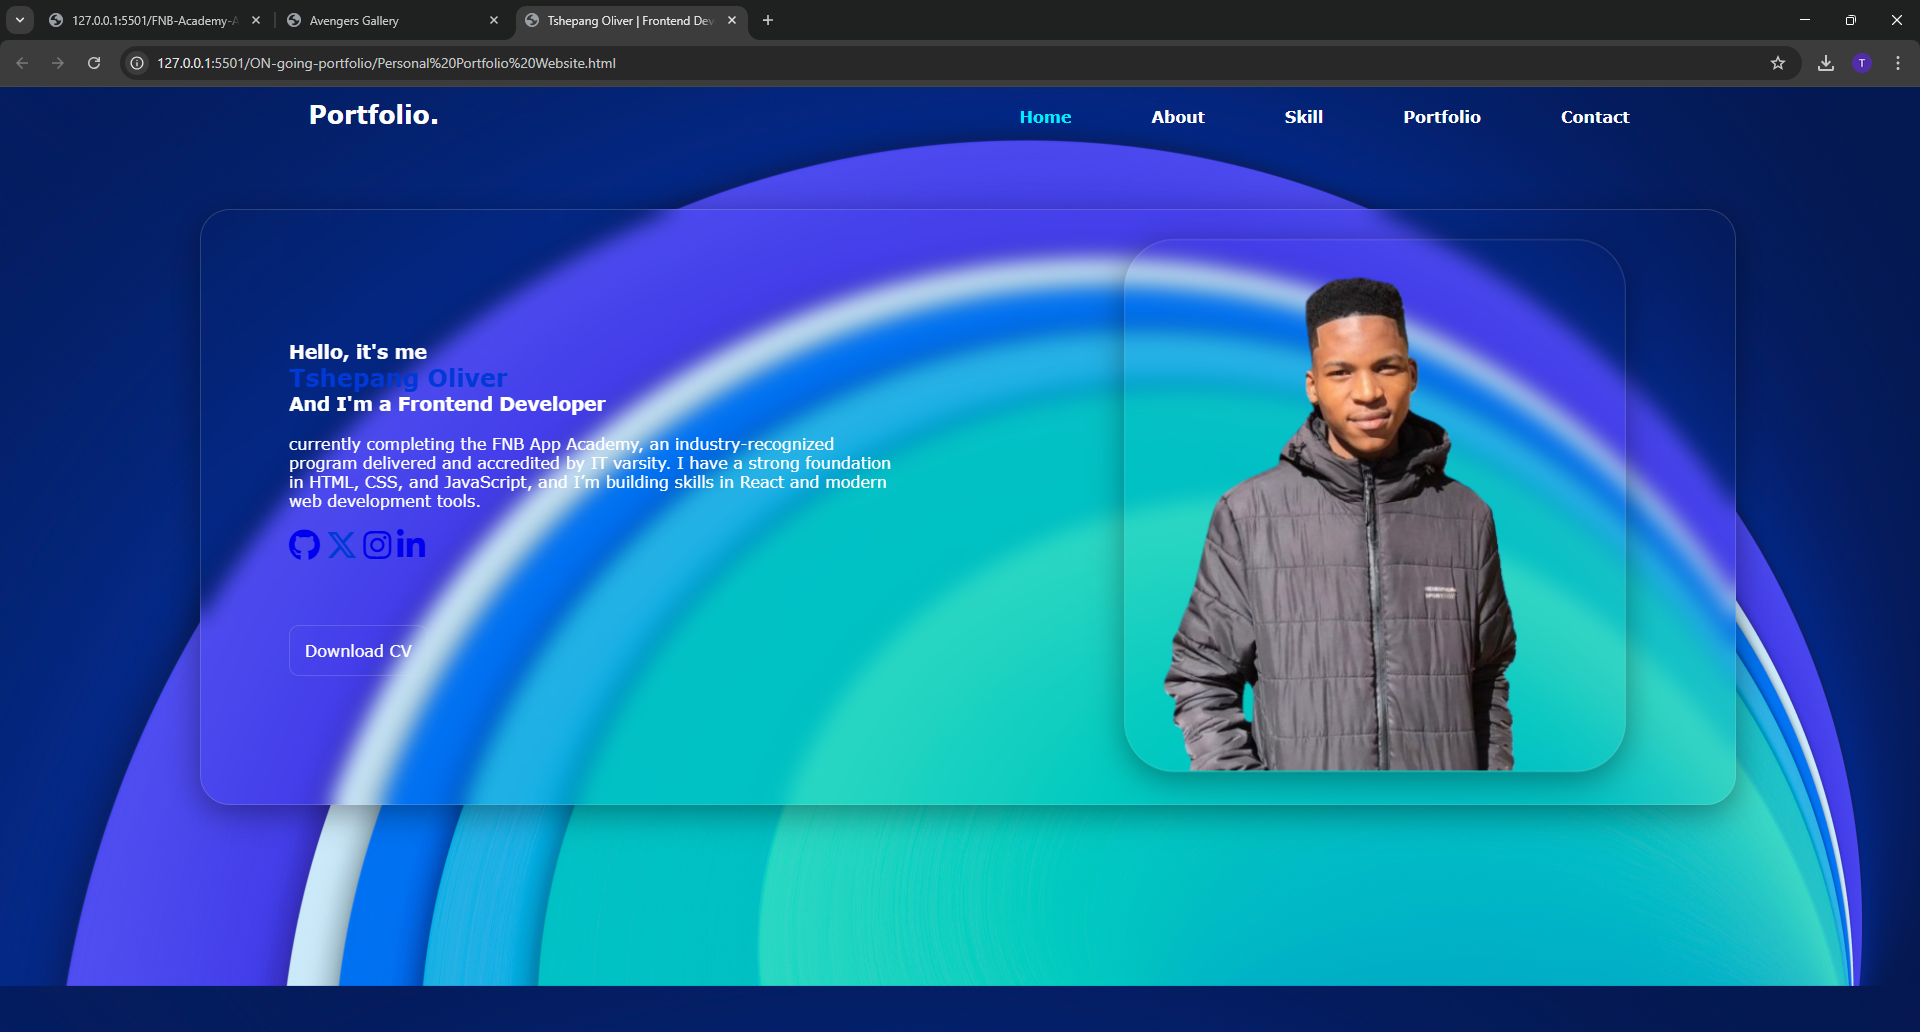 127.0.0.1:5501/FNB-Academy-A
Avengers Gallery
Tshepang Oliver | Frontend Dev
127.0.0.1:5501/ON-going-portfolio/Personal%20Portfolio%20Website.html
T
Portfolio.
Home
About
Skill
Portfolio
Contact
Hello, it's me
Tshepang Oliver
And I'm a Frontend Developer
currently completing the FNB App Academy, an industry-recognized
program delivered and accredited by IT varsity. I have a strong foundation
in HTML, CSS, and JavaScript, and I’m building skills in React and modern
web development tools.
in
Download CV